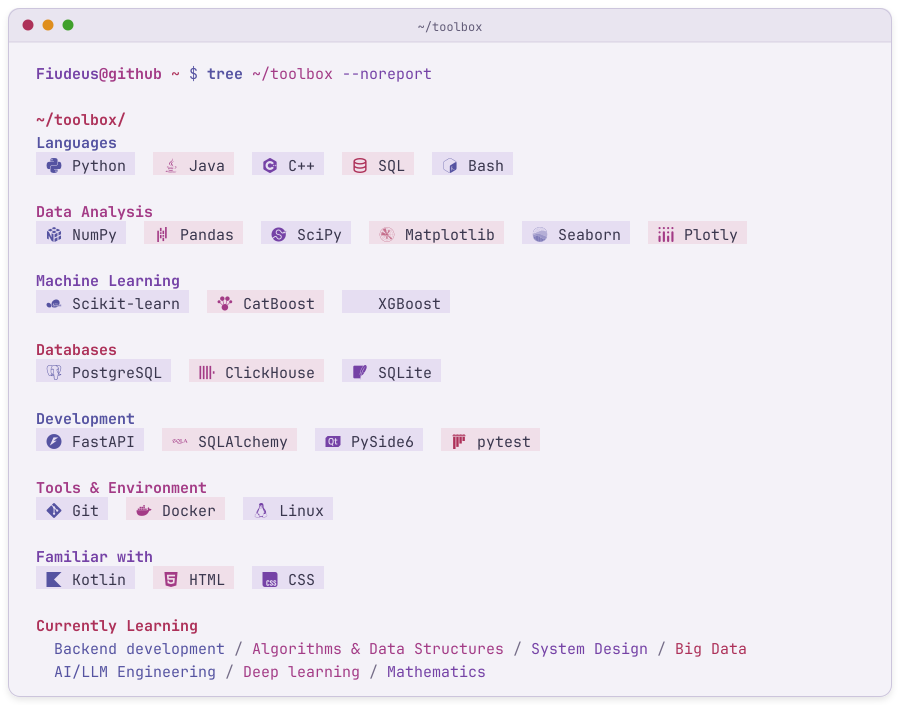 ~/toolbox
Fiudeus@github ~ $ tree ~/toolbox --noreport
~/toolbox/
Languages
Python Java C++ SQL Bash
Data Analysis
NumPy Pandas SciPy Matplotlib Seaborn Plotly
Machine Learning
Scikit-learn CatBoost XGBoost
Databases
PostgreSQL ClickHouse SQLite
Development
FastAPI SQLA SQLAlchemy Qt PySide6 pytest
Tools & Environment
Git Docker Linux
Familiar with
Kotlin HTML CSS CSS
Currently Learning
Backend development / Algorithms & Data Structures / System Design / Big Data
AI/LLM Engineering / Deep learning / Mathematics